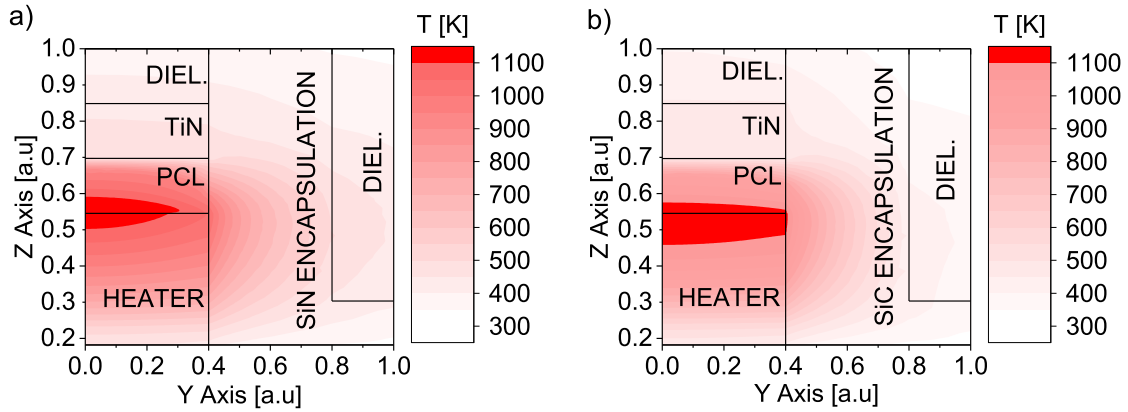 a)
T [K]
1.0
0.9
0.8
0.7
0.6
0.5
0.4
0.3
0.2
Z Axis [a.u]
DIEL.
TiN
PCL
HEATER
SiN ENCAPSULATION
DIEL.
0.0
0.2
0.4
0.6
0.8
1.0
Y Axis [a.u]
1100
1000
900
800
700
600
500
400
300
b)
T [K]
1.0
0.9
0.8
0.7
0.6
0.5
0.4
0.3
0.2
Z Axis [a.u]
DIEL.
TiN
PCL
HEATER
SiC ENCAPSULATION
DIEL.
0.0
0.2
0.4
0.6
0.8
1.0
Y Axis [a.u]
1100
1000
900
800
700
600
500
400
300